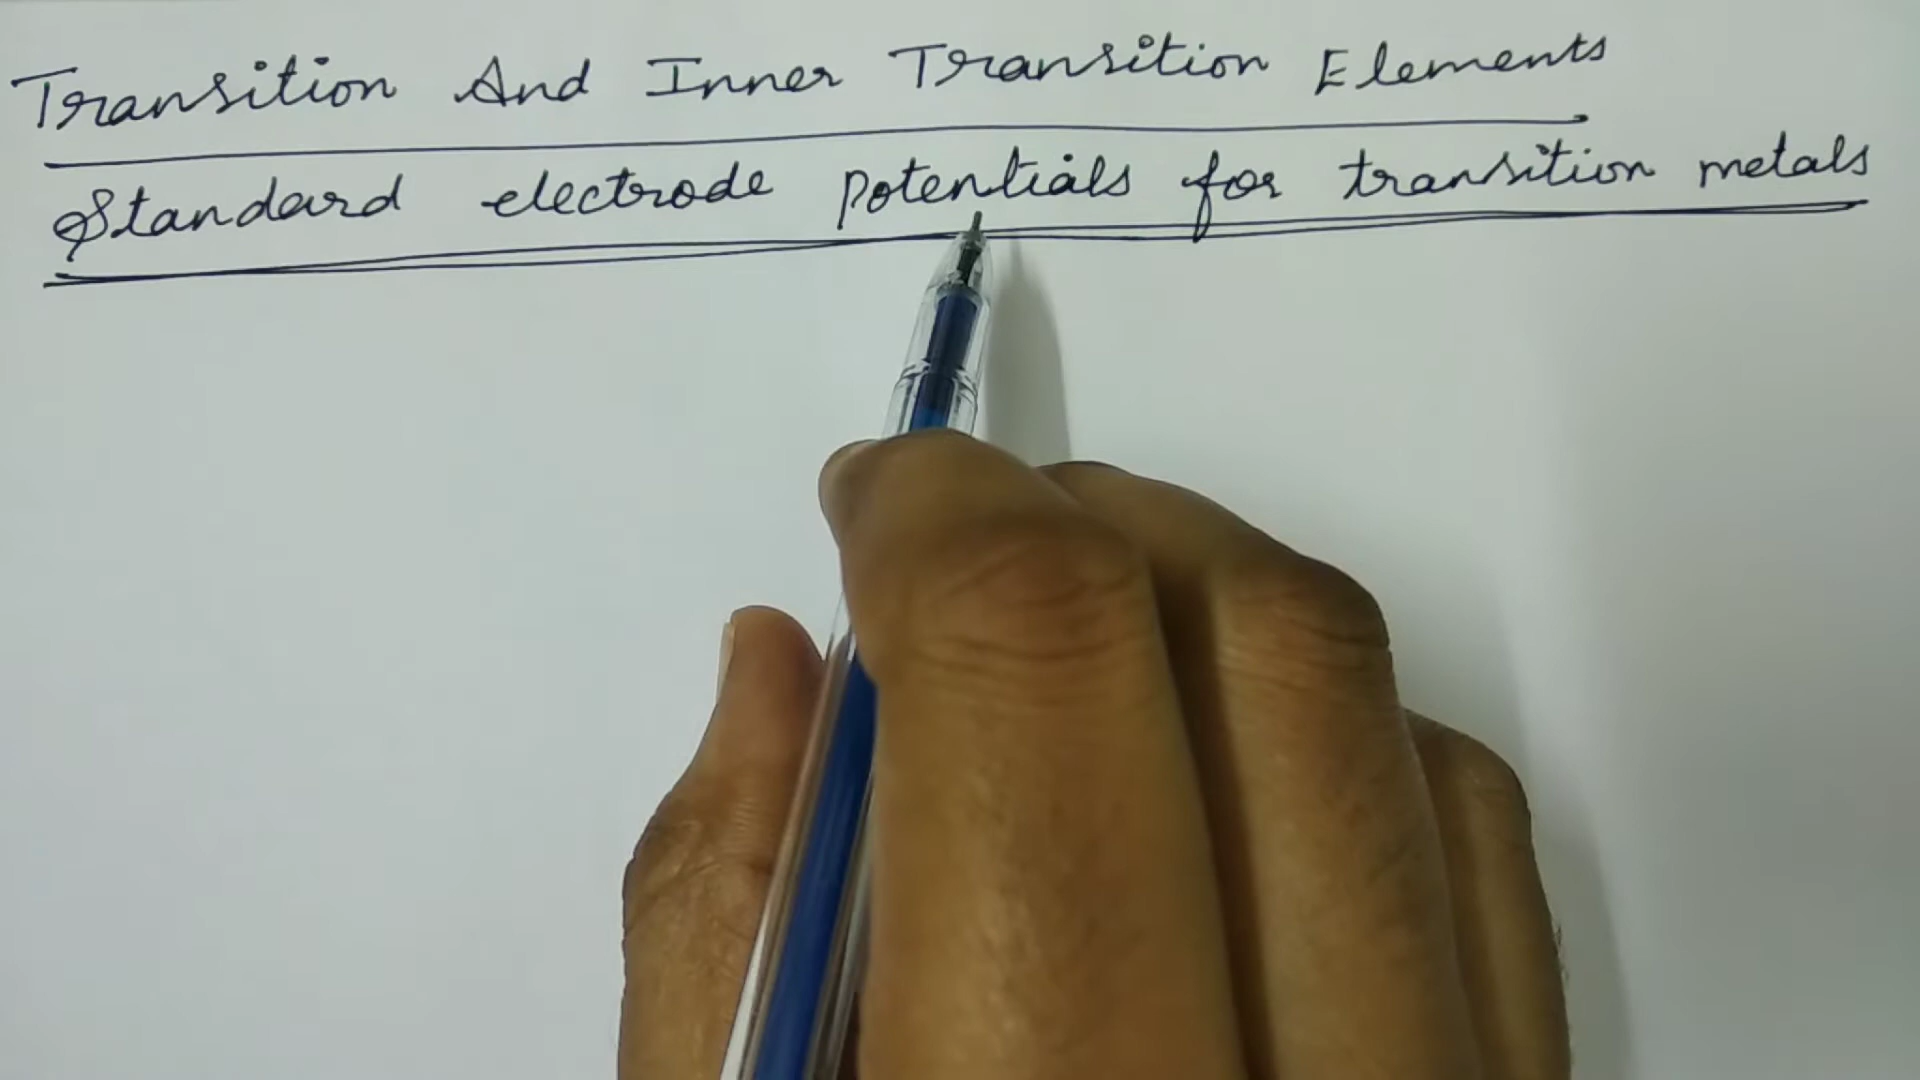 Transition And Inner Transition Elements
Standard electrode potentials for transition metals